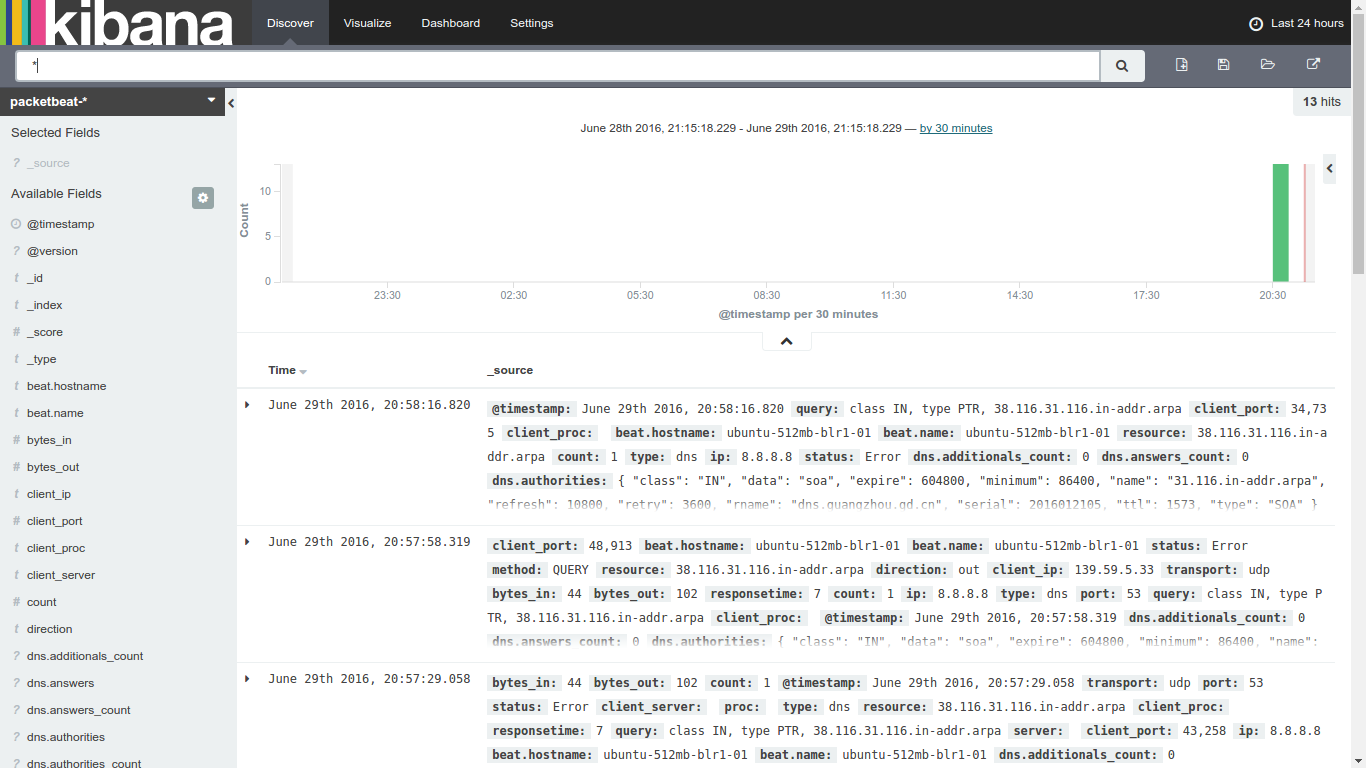 kibana
Discover Visualize Dashboard Settings Last 24 hours
*
packetbeat-*
13 hits
Selected Fields
? _source
Available Fields
@timestamp
? @version
t _id
t _index
# _score
t _type
t beat.hostname
t beat.name
# bytes_in
# bytes_out
t client_ip
# client_port
t client_proc
t client_server
# count
t direction
? dns.additionals_count
? dns.answers
? dns.answers_count
? dns.authorities
? dns.authorities_count
June 28th 2016, 21:15:18.229 - June 29th 2016, 21:15:18.229 — by 30 minutes
Count
10
5
0
23:30 02:30 05:30 08:30 11:30 14:30 17:30 20:30
@timestamp per 30 minutes
Time _source
June 29th 2016, 20:58:16.820 @timestamp: June 29th 2016, 20:58:16.820 query: class IN, type PTR, 38.116.31.116.in-addr.arpa client_port: 34,73
5 client_proc: beat.hostname: ubuntu-512mb-blr1-01 beat.name: ubuntu-512mb-blr1-01 resource: 38.116.31.116.in-a
ddr.arpa count: 1 type: dns ip: 8.8.8.8 status: Error dns.additionals_count: 0 dns.answers_count: 0
dns.authorities: { "class": "IN", "data": "soa", "expire": 604800, "minimum": 86400, "name": "31.116.in-addr.arpa",
"refresh": 10800, "retry": 3600, "rname": "dns.guangzhou.gd.cn", "serial": 2016012105, "ttl": 1573, "type": "SOA" }
June 29th 2016, 20:57:58.319 client_port: 48,913 beat.hostname: ubuntu-512mb-blr1-01 beat.name: ubuntu-512mb-blr1-01 status: Error
method: QUERY resource: 38.116.31.116.in-addr.arpa direction: out client_ip: 139.59.5.33 transport: udp
bytes_in: 44 bytes_out: 102 responsetime: 7 count: 1 ip: 8.8.8.8 type: dns port: 53 query: class IN, type P
TR, 38.116.31.116.in-addr.arpa client_proc: @timestamp: June 29th 2016, 20:57:58.319 dns.additionals_count: 0
dns.answers_count: 0 dns.authorities: { "class": "IN", "data": "soa", "expire": 604800, "minimum": 86400, "name":
June 29th 2016, 20:57:29.058 bytes_in: 44 bytes_out: 102 count: 1 @timestamp: June 29th 2016, 20:57:29.058 transport: udp port: 53
status: Error client_server: proc: type: dns resource: 38.116.31.116.in-addr.arpa client_proc:
responsetime: 7 query: class IN, type PTR, 38.116.31.116.in-addr.arpa server: client_port: 43,258 ip: 8.8.8.8
beat.hostname: ubuntu-512mb-blr1-01 beat.name: ubuntu-512mb-blr1-01 dns.additionals_count: 0